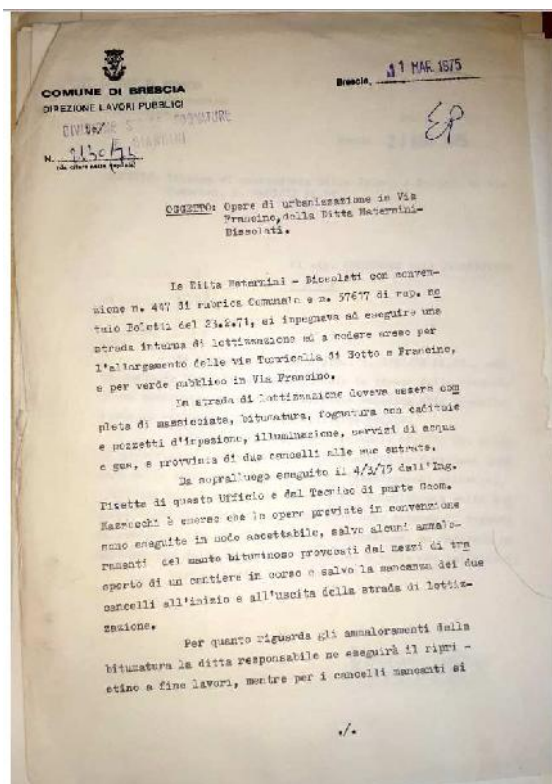 COMUNE DI BRESCIA
DIREZIONE LAVORI PUBBLICI
Brescia, 11 MAR. 1975
N. 2130/75
OGGETTO: Opere di urbanizzazione in Via
Francino, della Ditta Maternini-
Bissolati.
La Ditta Maternini - Bissolati con conven-
zione n. 447 di rubrica Comunale e n. 57677 di rep. no
taio Boletti del 23.2.71, si impegnava ad eseguire una
strada interna di lottizzazione ed a cedere aree per
l'allargamento delle vie Torricella di Sotto e Francino,
e per verde pubblico in Via Francino.
La strada di lottizzazione doveva essere com
pleta di massicciata, bitumatura, fognatura con caditoie
e pozzetti d'ispezione, illuminazione, servizi di acqua
e gas, e provvista di due cancelli alle sue entrate.
Da sopralluogo eseguito il 4/3/75 dall'Ing.
Pisetta di questo Ufficio e dal Tecnico di parte Geom.
è emerso che le opere previste in convenzione
sono eseguite in modo accettabile, salvo alcuni ammalo-
ramenti del manto bituminoso provocati dai mezzi di tra
sporto di un cantiere in corso e salvo la mancanza dei due
cancelli all'inizio e all'uscita della strada di lottiz-
zazione.
Per quanto riguarda gli ammaloramenti della
bitumatura la ditta responsabile ne eseguirà il ripri -
stino a fine lavori, mentre per i cancelli mancanti si
./.